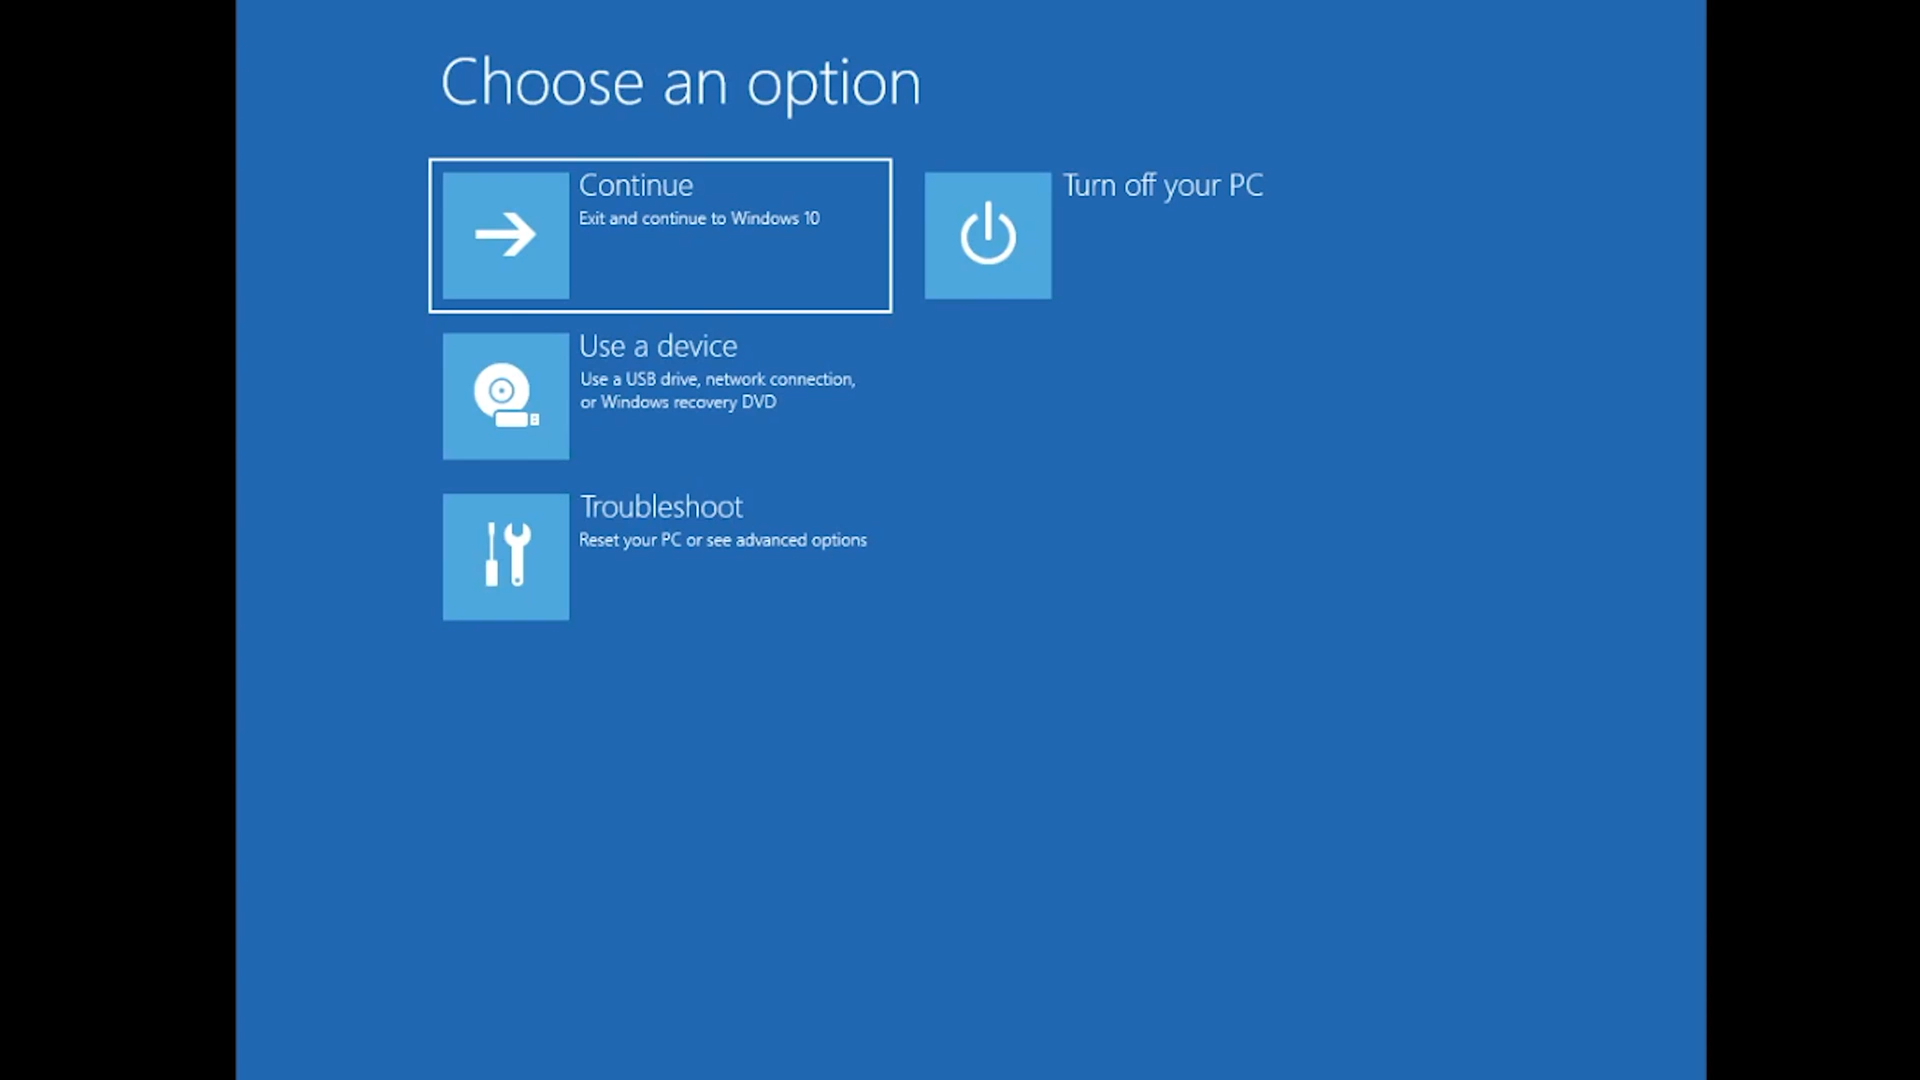 Choose an option
Continue
Exit and continue to Windows 10
Turn off your PC
Use a device
Use a USB drive, network connection,
or Windows recovery DVD
Troubleshoot
Reset your PC or see advanced options